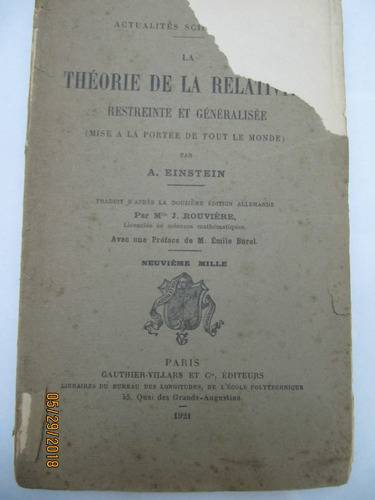 ACTUALITÉS
LA
THÉORIE DE LA RELATIVI
RESTREINTE ET GÉNÉRALISÉE
(MISE A LA PORTÉE DE TOUT LE MONDE)
PAR
A. EINSTEIN
TRADUIT D'APRÈS LA DOUZIÈME ÉDITION ALLEMANDE
Par Mlle J. ROUVIÈRE,
Licenciée ès sciences mathématiques.
Avec une Préface de M. Émile Borel.
NEUVIÈME MILLE
PARIS
GAUTHIER-VILLARS ET Cie, ÉDITEURS
LIBRAIRES DU BUREAU DES LONGITUDES, DE L'ÉCOLE POLYTECHNIQUE
55, Quai des Grands-Augustins
1921
05/29/2018